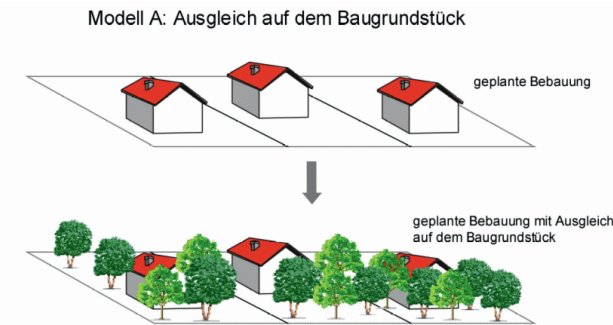 Modell A: Ausgleich auf dem Baugrundstück
geplante Bebauung
geplante Bebauung mit Ausgleich
auf dem Baugrundstück